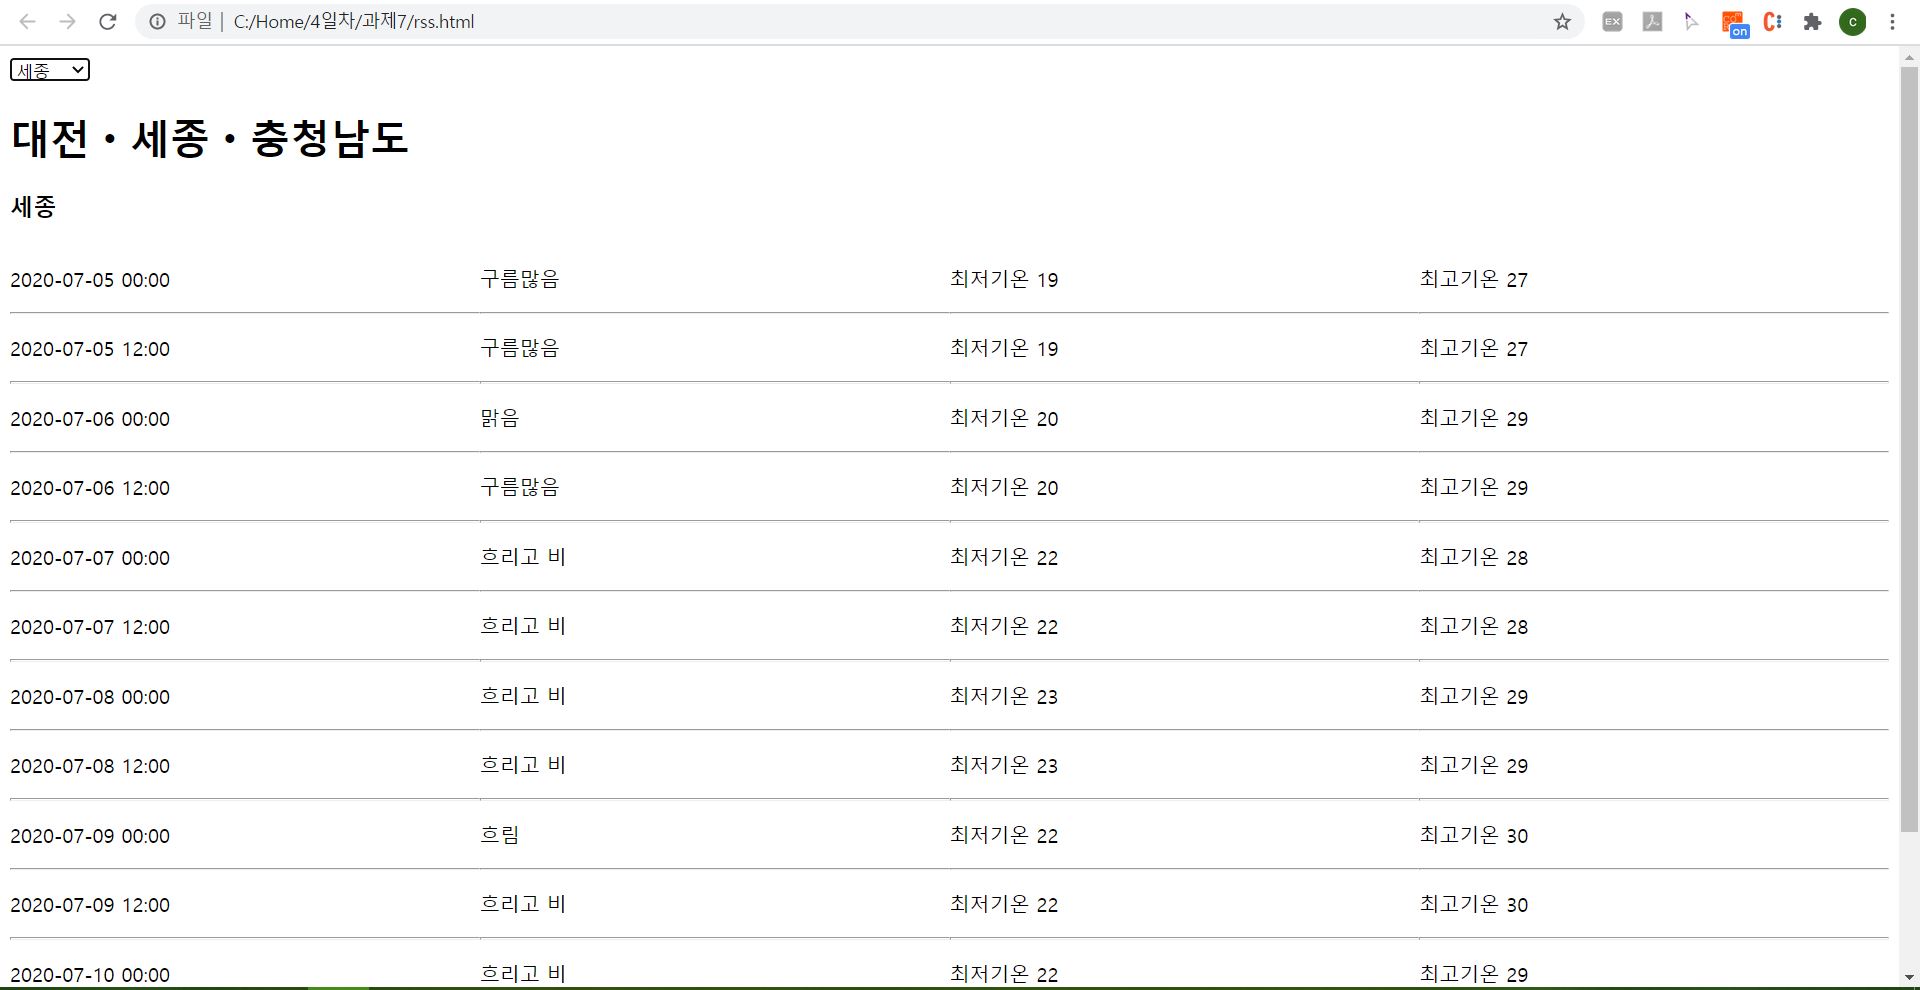 파일 | C:/Home/4일차/과제7/rss.html
EX on C
세종
대전・세종・충청남도
세종
2020-07-05 00:00 구름많음 최저기온 19 최고기온 27
2020-07-05 12:00 구름많음 최저기온 19 최고기온 27
2020-07-06 00:00 맑음 최저기온 20 최고기온 29
2020-07-06 12:00 구름많음 최저기온 20 최고기온 29
2020-07-07 00:00 흐리고 비 최저기온 22 최고기온 28
2020-07-07 12:00 흐리고 비 최저기온 22 최고기온 28
2020-07-08 00:00 흐리고 비 최저기온 23 최고기온 29
2020-07-08 12:00 흐리고 비 최저기온 23 최고기온 29
2020-07-09 00:00 흐림 최저기온 22 최고기온 30
2020-07-09 12:00 흐리고 비 최저기온 22 최고기온 30
2020-07-10 00:00 흐리고 비 최저기온 22 최고기온 29